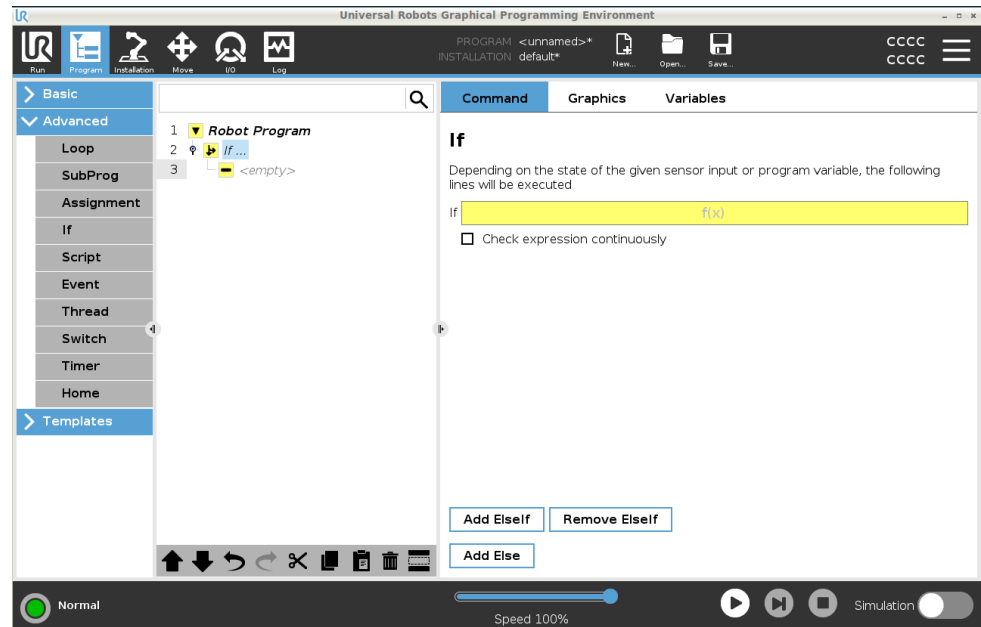 Universal Robots Graphical Programming Environment
Run
Program
Installation
Move
I/O
Log
PROGRAM <unnamed>*
INSTALLATION default*
New...
Open...
Save...
CCCC
CCCC
Basic
Advanced
Loop
SubProg
Assignment
If
Script
Event
Thread
Switch
Timer
Home
Templates
1 Robot Program
2 If ...
3 <empty>
Command Graphics Variables
If
Depending on the state of the given sensor input or program variable, the following
lines will be executed
If f(x)
Check expression continuously
Add ElseIf Remove ElseIf
Add Else
Normal
Speed 100%
Simulation